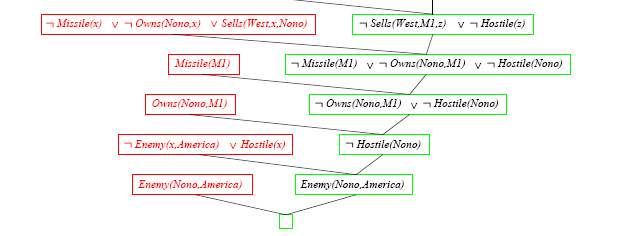 ¬ Missile(x) ∨ ¬ Owns(Nono,x) ∨ Sells(West,x,Nono) ¬ Sells(West,M1,z) ∨ ¬ Hostile(z)
Missile(M1) ¬ Missile(M1) ∨ ¬ Owns(Nono,M1) ∨ ¬ Hostile(Nono)
Owns(Nono,M1) ¬ Owns(Nono,M1) ∨ ¬ Hostile(Nono)
¬ Enemy(x,America) ∨ Hostile(x) ¬ Hostile(Nono)
Enemy(Nono,America) Enemy(Nono,America)